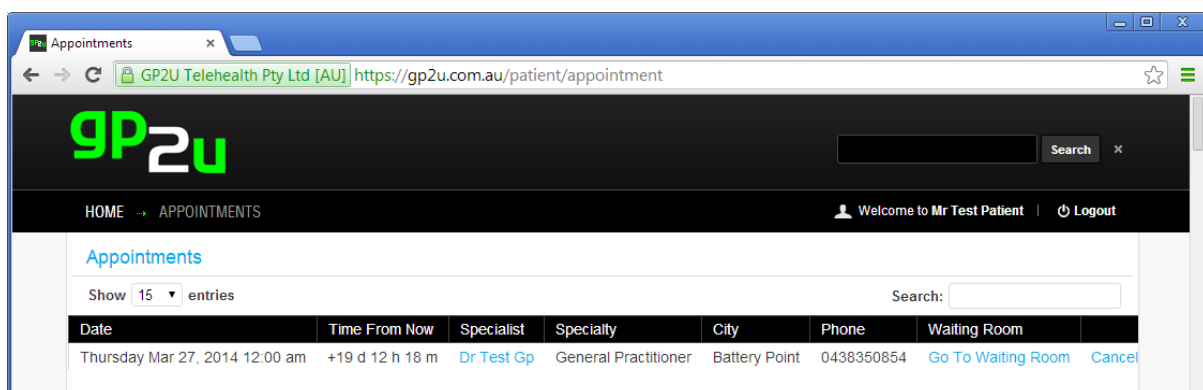 Appointments
GP2U Telehealth Pty Ltd [AU] https://gp2u.com.au/patient/appointment
gp2u
Search
HOME APPOINTMENTS Welcome to Mr Test Patient | Logout
Appointments
Show 15 entries Search:
Date Time From Now Specialist Specialty City Phone Waiting Room
Thursday Mar 27, 2014 12:00 am +19 d 12 h 18 m Dr Test Gp General Practitioner Battery Point 0438350854 Go To Waiting Room Cancel